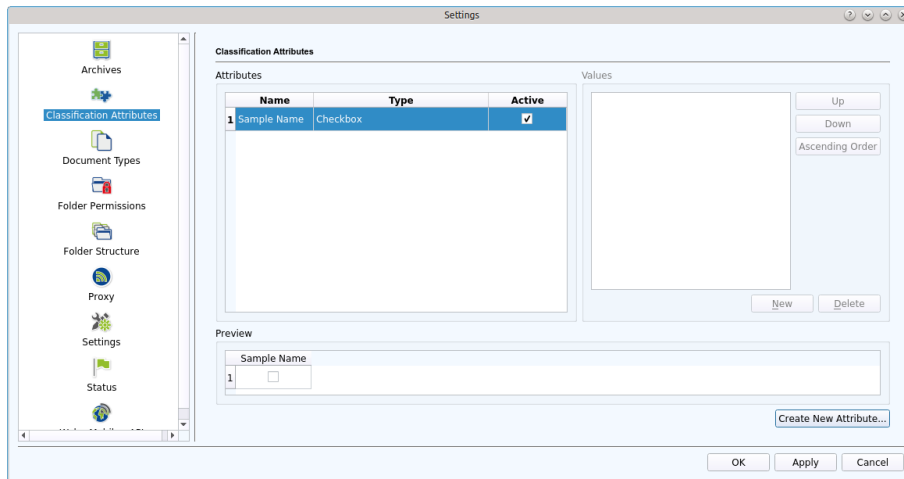 Settings
Archives
Classification Attributes
Document Types
Folder Permissions
Folder Structure
Proxy
Settings
Status
Classification Attributes
Attributes
Name Type Active
1 Sample Name Checkbox
Values
Up
Down
Ascending Order
New Delete
Preview
Sample Name
1
Create New Attribute...
OK Apply Cancel